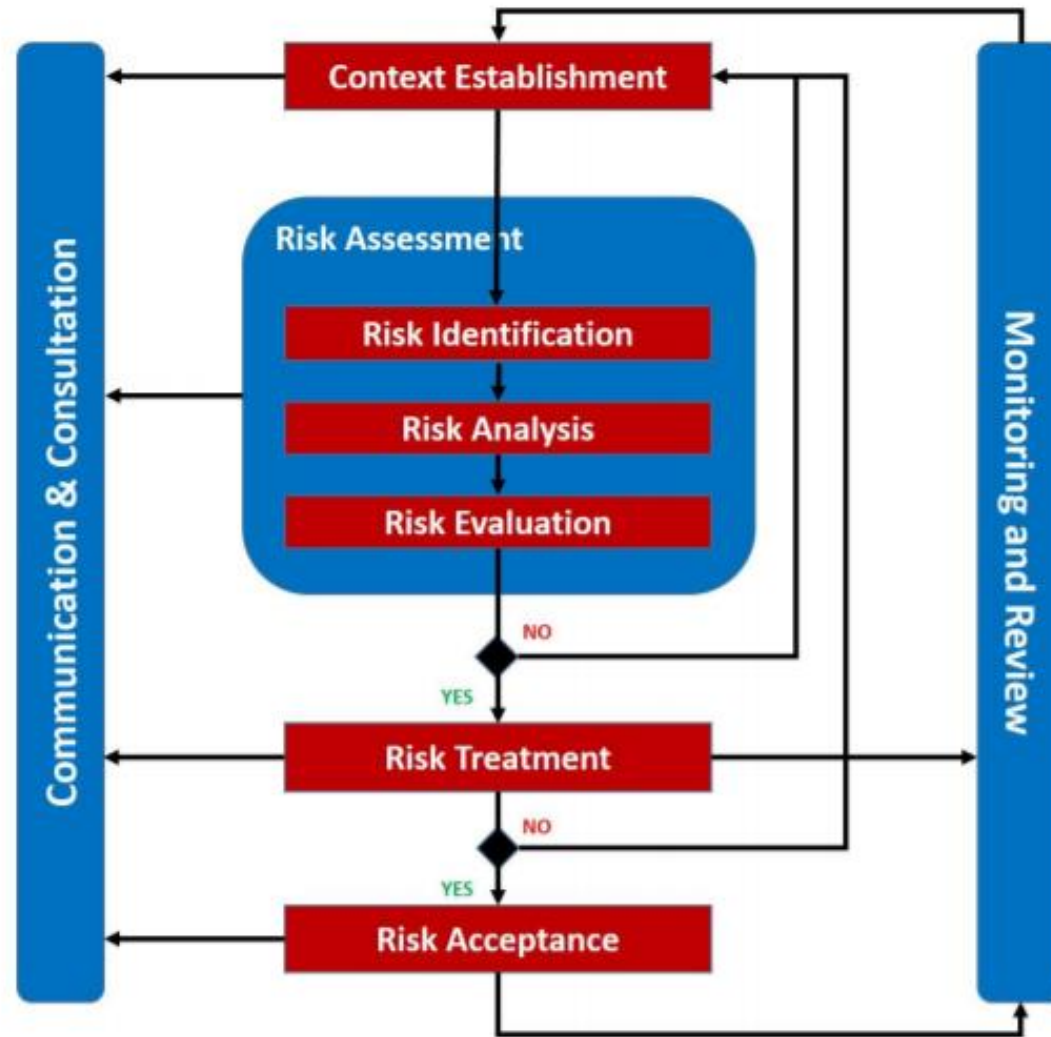 Context Establishment
Risk Assessment
Risk Identification
Risk Analysis
Risk Evaluation
NO
YES
Risk Treatment
NO
YES
Risk Acceptance
Communication & Consultation
Monitoring and Review